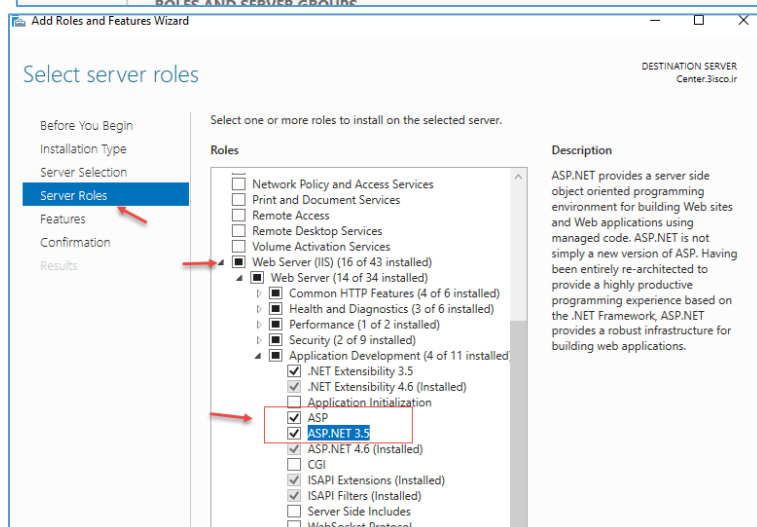 ROLES AND SERVER GROUPS
Add Roles and Features Wizard
Select server roles
DESTINATION SERVER
Center.3isco.ir
Before You Begin
Installation Type
Server Selection
Server Roles
Features
Confirmation
Results
Select one or more roles to install on the selected server.
Roles
Network Policy and Access Services
Print and Document Services
Remote Access
Remote Desktop Services
Volume Activation Services
Web Server (IIS) (16 of 43 installed)
Web Server (14 of 34 installed)
Common HTTP Features (4 of 6 installed)
Health and Diagnostics (3 of 6 installed)
Performance (1 of 2 installed)
Security (2 of 9 installed)
Application Development (4 of 11 installed)
.NET Extensibility 3.5
.NET Extensibility 4.6 (Installed)
Application Initialization
ASP
ASP.NET 3.5
ASP.NET 4.6 (Installed)
CGI
ISAPI Extensions (Installed)
ISAPI Filters (Installed)
Server Side Includes
WebSocket Protocol
Description
ASP.NET provides a server side
object oriented programming
environment for building Web sites
and Web applications using
managed code. ASP.NET is not
simply a new version of ASP. Having
been entirely re-architected to
provide a highly productive
programming experience based on
the .NET Framework, ASP.NET
provides a robust infrastructure for
building web applications.